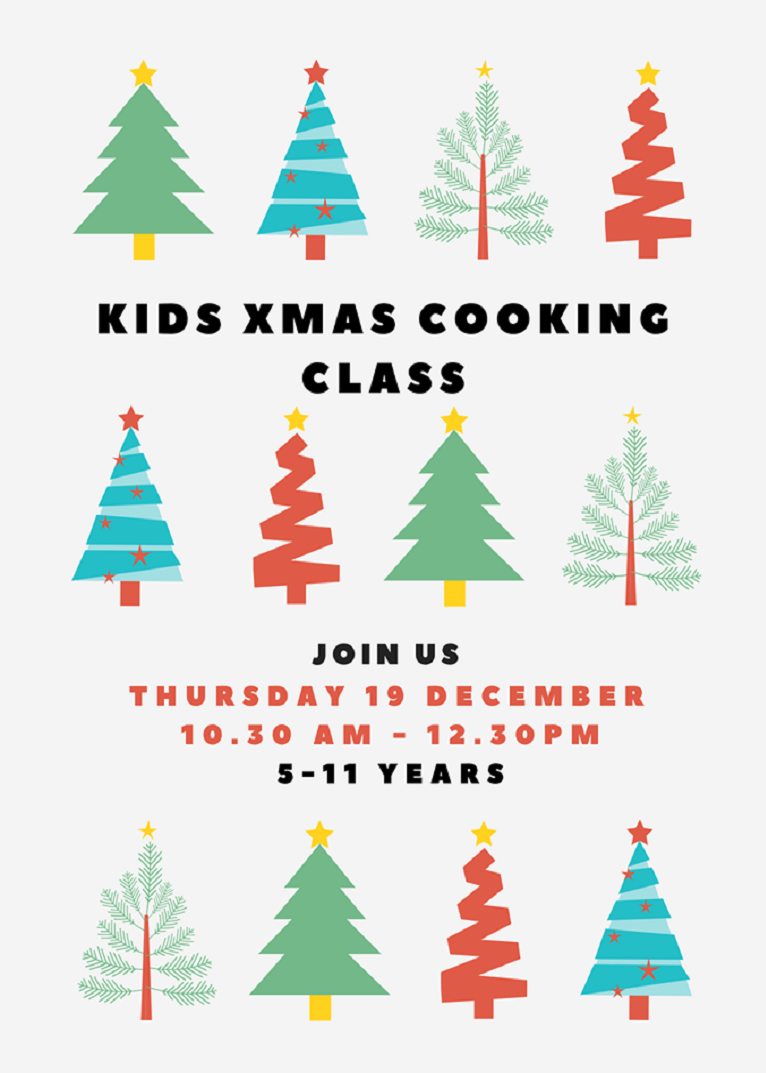 KIDS XMAS COOKING
CLASS
JOIN US
THURSDAY 19 DECEMBER
10.30 AM - 12.30PM
5-11 YEARS